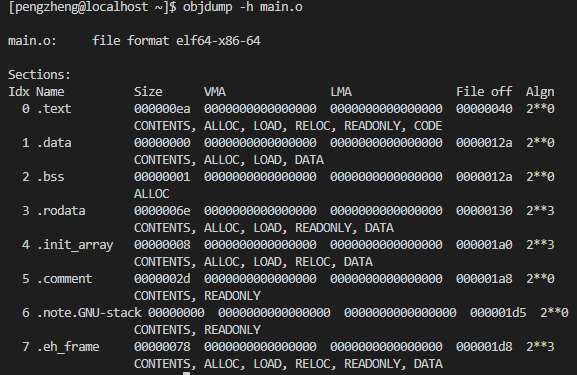 [pengzheng@localhost ~]$ objdump -h main.o
main.o:     file format elf64-x86-64
Sections:
Idx Name          Size      VMA               LMA               File off  Algn
  0 .text         000000ea  0000000000000000  0000000000000000  00000040  2**0
                  CONTENTS, ALLOC, LOAD, RELOC, READONLY, CODE
  1 .data         00000000  0000000000000000  0000000000000000  0000012a  2**0
                  CONTENTS, ALLOC, LOAD, DATA
  2 .bss          00000001  0000000000000000  0000000000000000  0000012a  2**0
                  ALLOC
  3 .rodata       0000006e  0000000000000000  0000000000000000  00000130  2**3
                  CONTENTS, ALLOC, LOAD, READONLY, DATA
  4 .init_array   00000008  0000000000000000  0000000000000000  000001a0  2**3
                  CONTENTS, ALLOC, LOAD, RELOC, DATA
  5 .comment      0000002d  0000000000000000  0000000000000000  000001a8  2**0
                  CONTENTS, READONLY
  6 .note.GNU-stack 00000000  0000000000000000  0000000000000000  000001d5  2**0
                  CONTENTS, READONLY
  7 .eh_frame     00000078  0000000000000000  0000000000000000  000001d8  2**3
                  CONTENTS, ALLOC, LOAD, RELOC, READONLY, DATA